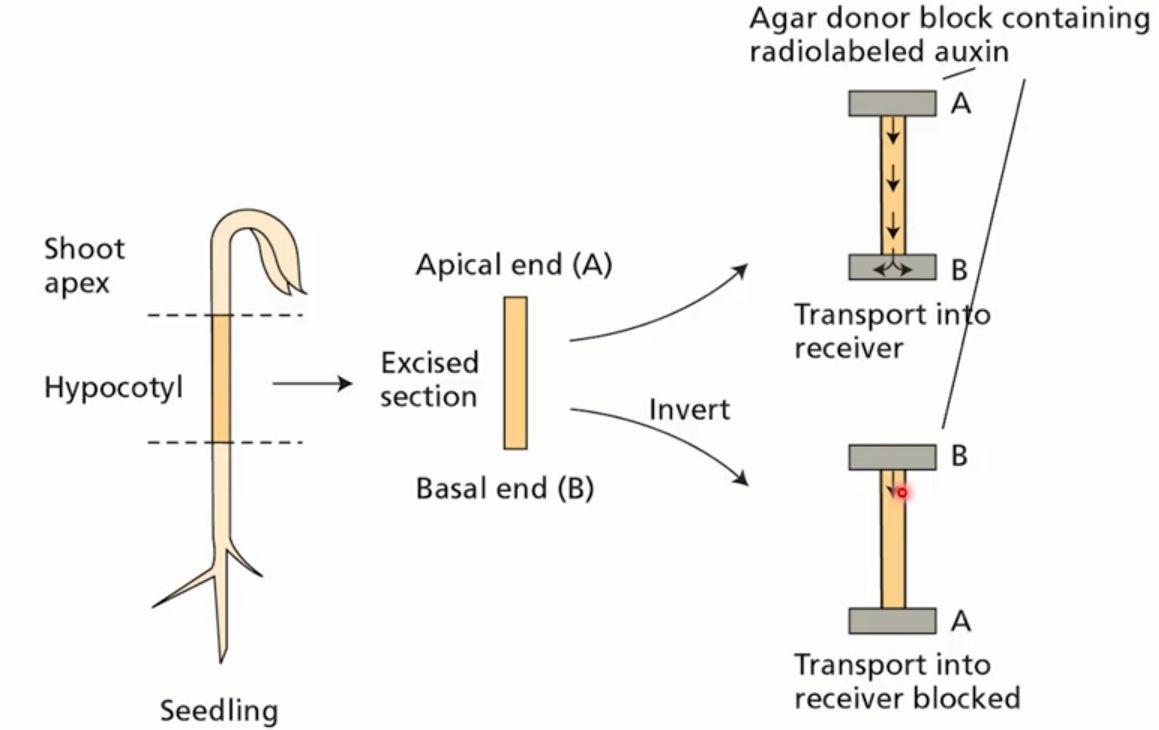 Agar donor block containing
radiolabeled auxin
A
B
Transport into
receiver
Shoot
apex
Hypocotyl
Apical end (A)
Excised
section
Basal end (B)
Invert
B
A
Transport into
receiver blocked
Seedling